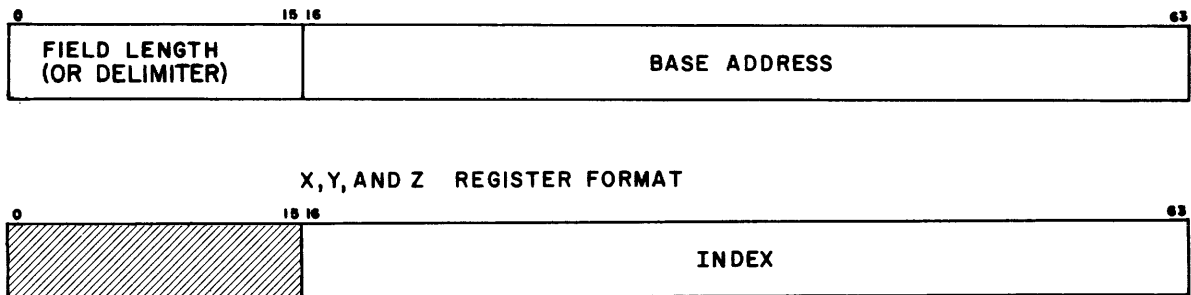 0 15 16 63
FIELD LENGTH
(OR DELIMITER)
BASE ADDRESS
X,Y, AND Z REGISTER FORMAT
0 15 16 63
INDEX